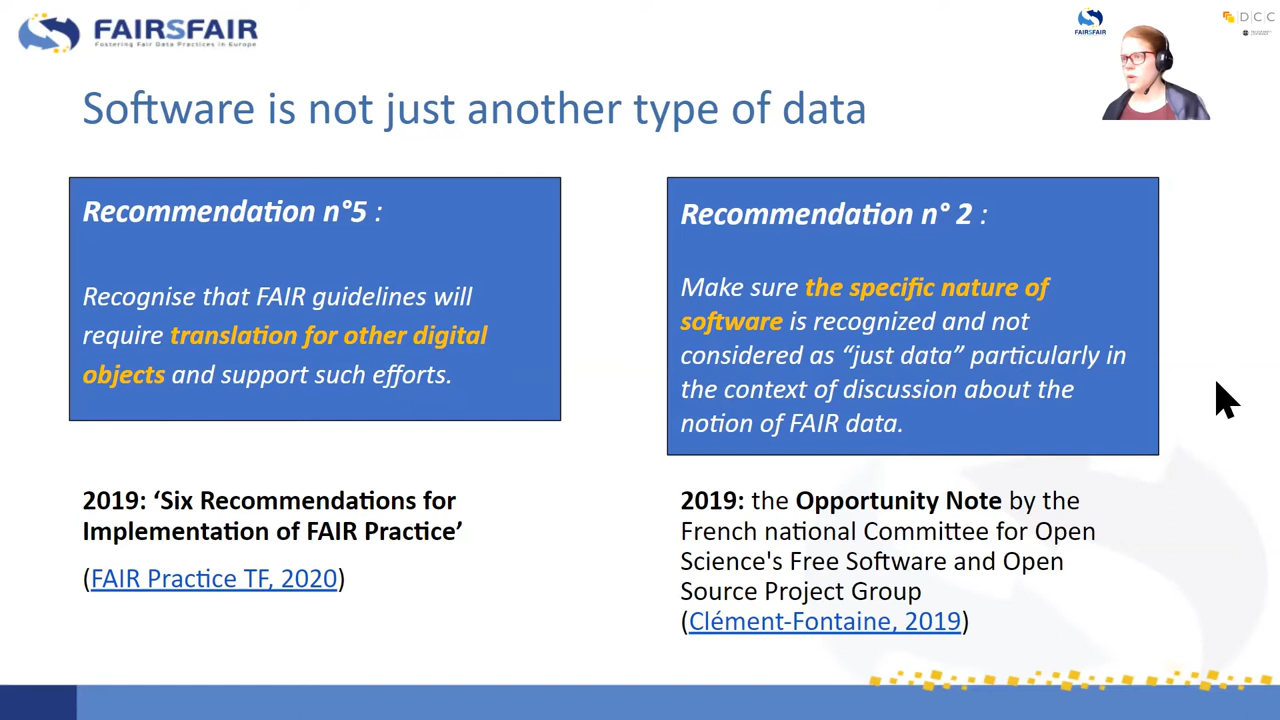 FAIRSFAIR
Fostering Fair Data Practices in Europe
FAIRSFAIR
DCC
Software is not just another type of data
Recommendation n°5 :
Recognise that FAIR guidelines will
require translation for other digital
objects and support such efforts.
2019: ‘Six Recommendations for
Implementation of FAIR Practice’
(FAIR Practice TF, 2020)
Recommendation n° 2 :
Make sure the specific nature of
software is recognized and not
considered as “just data” particularly in
the context of discussion about the
notion of FAIR data.
2019: the Opportunity Note by the
French national Committee for Open
Science's Free Software and Open
Source Project Group
(Clément-Fontaine, 2019)